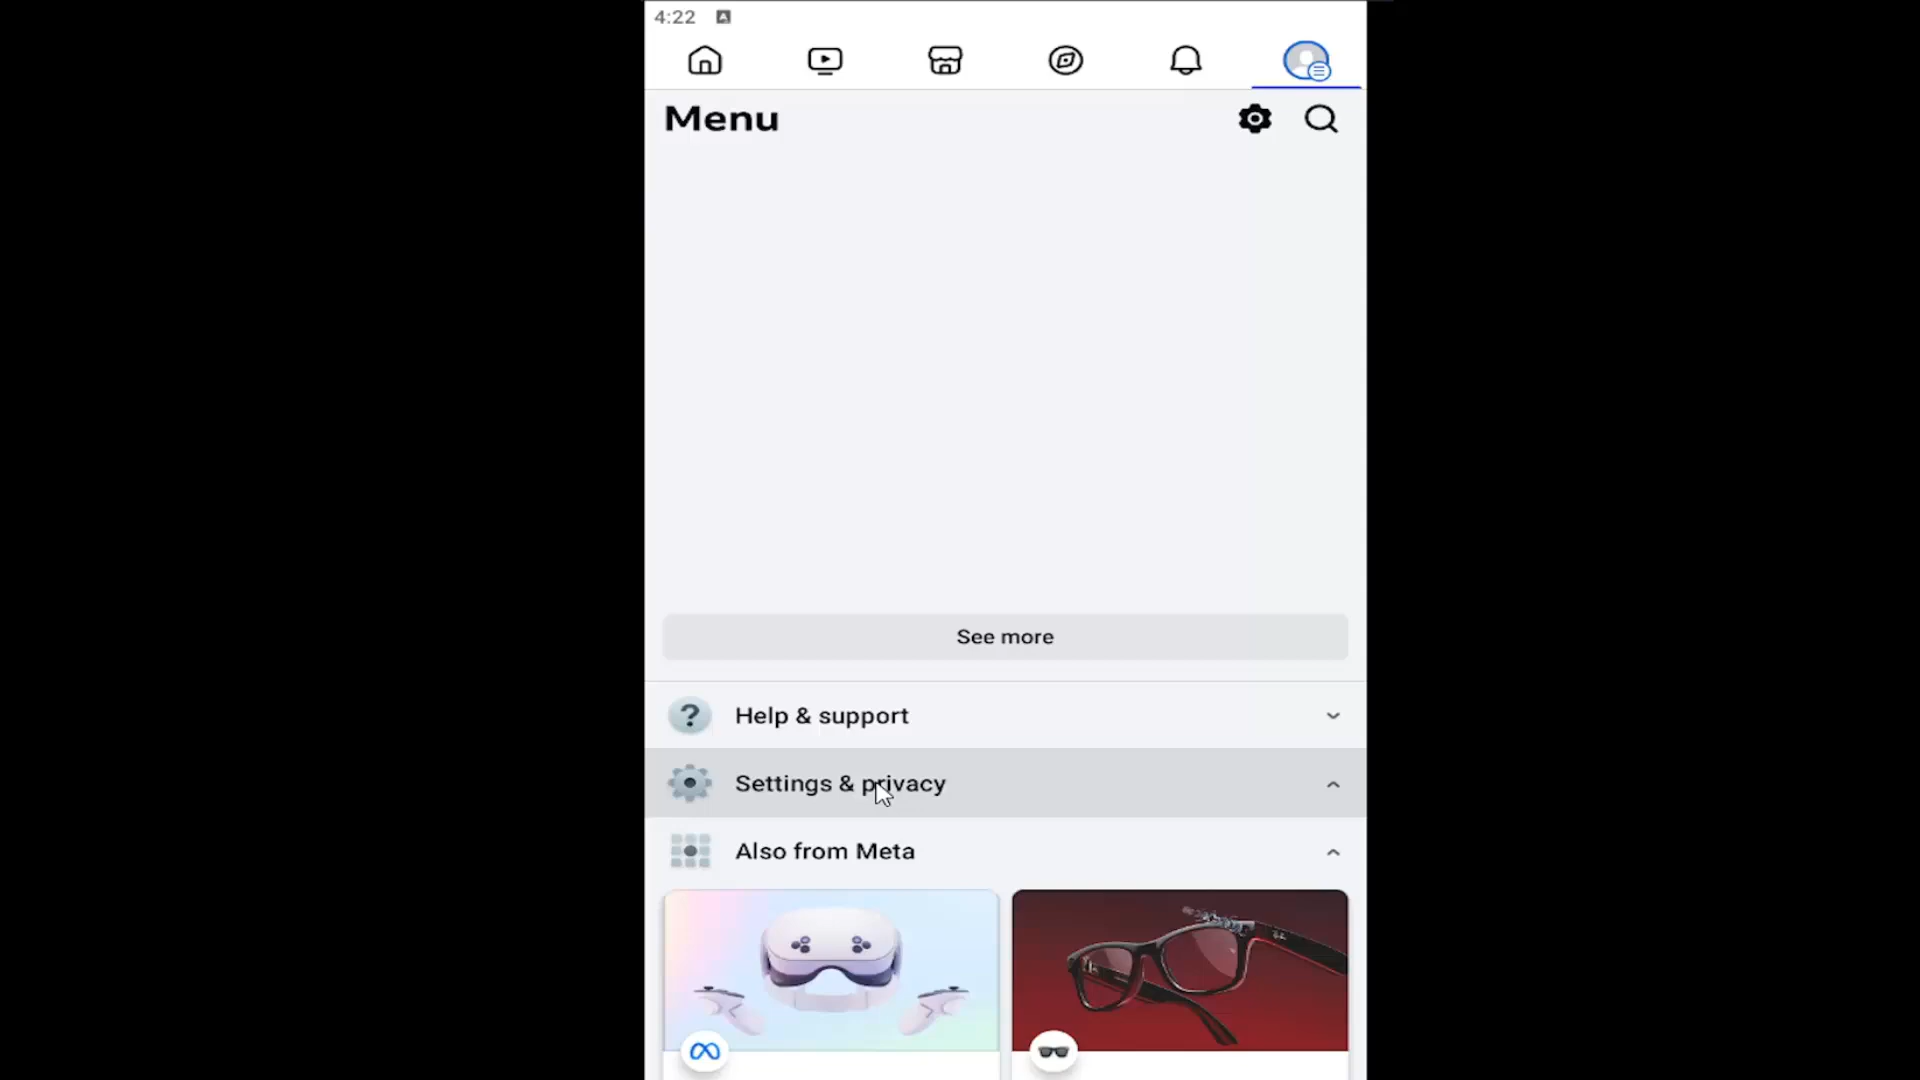 4:22
Menu
See more
Help & support
Settings & privacy
Also from Meta